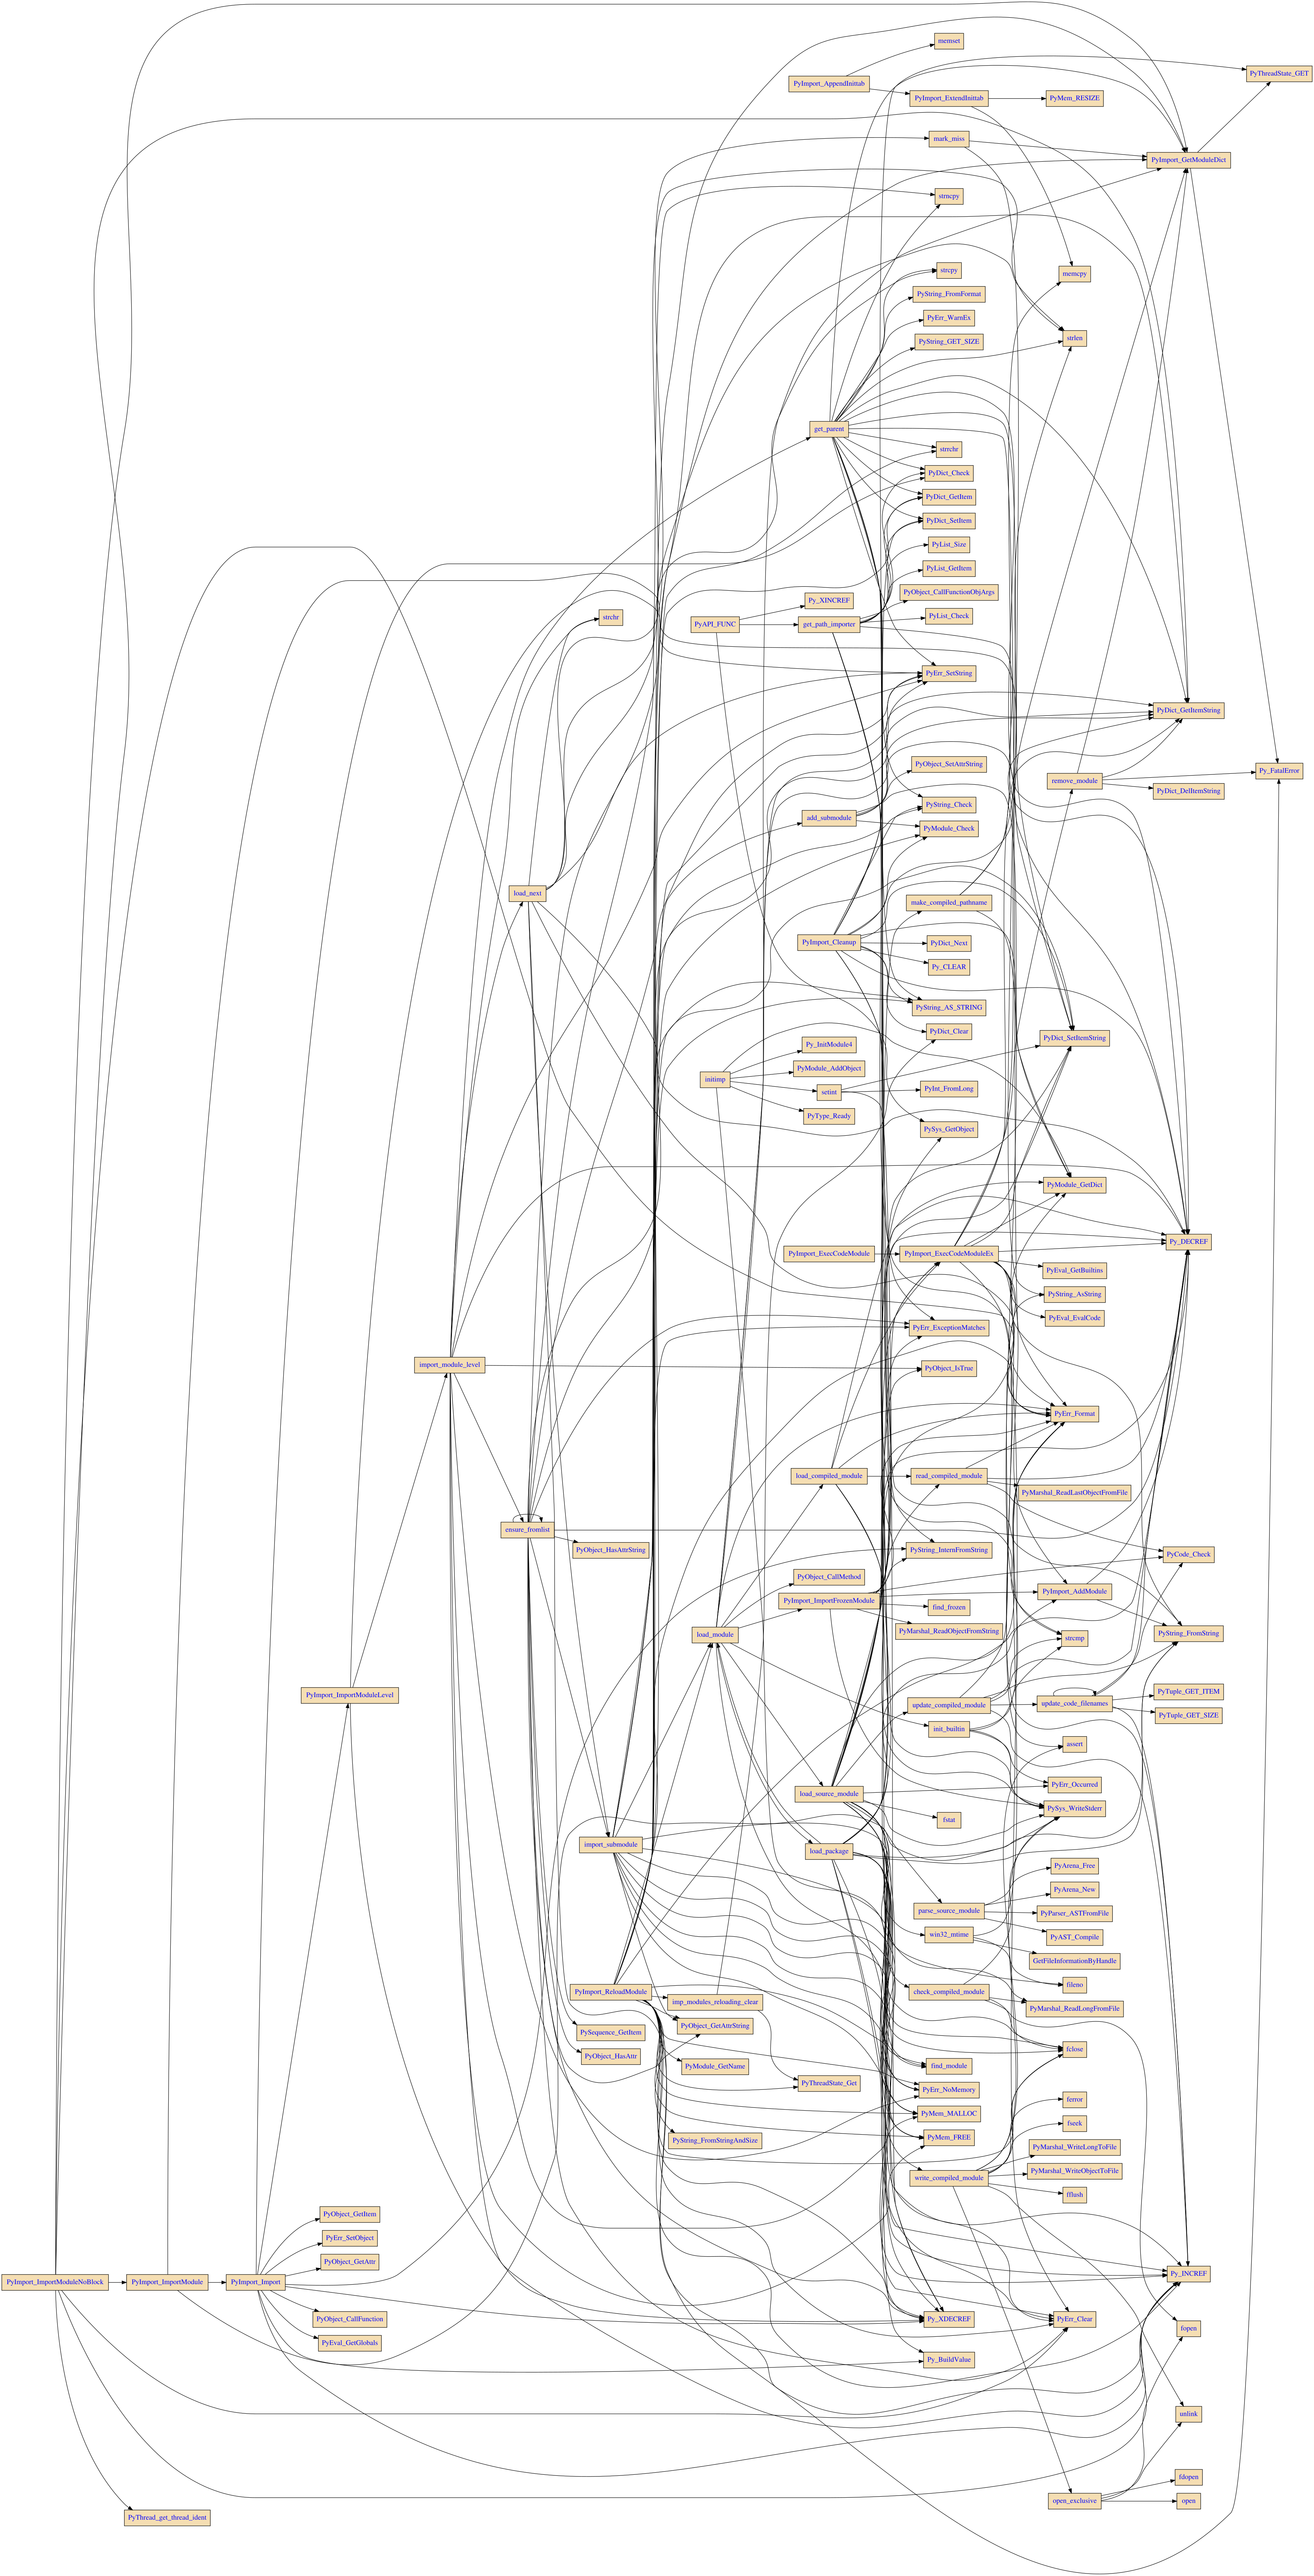 memset
PyThreadState_GET
PyImport_AppendInittab
PyImport_ExtendInittab
PyMem_RESIZE
mark_miss
PyImport_GetModuleDict
strncpy
strcpy
memcpy
PyString_FromFormat
PyErr_WarnEx
strlen
PyString_GET_SIZE
get_parent
strrchr
PyDict_Check
PyDict_GetItem
PyDict_SetItem
PyList_Size
PyList_GetItem
PyObject_CallFunctionObjArgs
Py_XINCREF
strchr
PyList_Check
PyAPI_FUNC
get_path_importer
PyErr_SetString
PyDict_GetItemString
PyObject_SetAttrString
Py_FatalError
remove_module
PyDict_DelItemString
PyString_Check
add_submodule
PyModule_Check
load_next
make_compiled_pathname
PyImport_Cleanup
PyDict_Next
Py_CLEAR
PyString_AS_STRING
PyDict_Clear
PyDict_SetItemString
Py_InitModule4
PyModule_AddObject
initimp
setint
PyInt_FromLong
PyType_Ready
PySys_GetObject
PyModule_GetDict
Py_DECREF
PyImport_ExecCodeModule
PyImport_ExecCodeModuleEx
PyEval_GetBuiltins
PyString_AsString
PyEval_EvalCode
PyErr_ExceptionMatches
import_module_level
PyObject_IsTrue
PyErr_Format
load_compiled_module
read_compiled_module
PyMarshal_ReadLastObjectFromFile
ensure_fromlist
PyObject_HasAttrString
PyString_InternFromString
PyCode_Check
PyObject_CallMethod
PyImport_AddModule
PyImport_ImportFrozenModule
find_frozen
PyMarshal_ReadObjectFromString
load_module
PyString_FromString
strcmp
PyTuple_GET_ITEM
PyImport_ImportModuleLevel
update_compiled_module
update_code_filenames
PyTuple_GET_SIZE
init_builtin
assert
PyErr_Occurred
load_source_module
PySys_WriteStderr
fstat
import_submodule
load_package
PyArena_Free
PyArena_New
parse_source_module
PyParser_ASTFromFile
win32_mtime
PyAST_Compile
GetFileInformationByHandle
fileno
PyImport_ReloadModule
check_compiled_module
imp_modules_reloading_clear
PyMarshal_ReadLongFromFile
PySequence_GetItem
PyObject_GetAttrString
PyObject_HasAttr
fclose
PyModule_GetName
find_module
PyThreadState_Get
PyErr_NoMemory
ferror
PyMem_MALLOC
fseek
PyString_FromStringAndSize
PyMem_FREE
PyMarshal_WriteLongToFile
write_compiled_module
PyMarshal_WriteObjectToFile
fflush
PyObject_GetItem
PyErr_SetObject
PyObject_GetAttr
Py_INCREF
PyImport_ImportModuleNoBlock
PyImport_ImportModule
PyImport_Import
PyObject_CallFunction
Py_XDECREF
PyErr_Clear
fopen
PyEval_GetGlobals
Py_BuildValue
unlink
fdopen
open_exclusive
open
PyThread_get_thread_ident